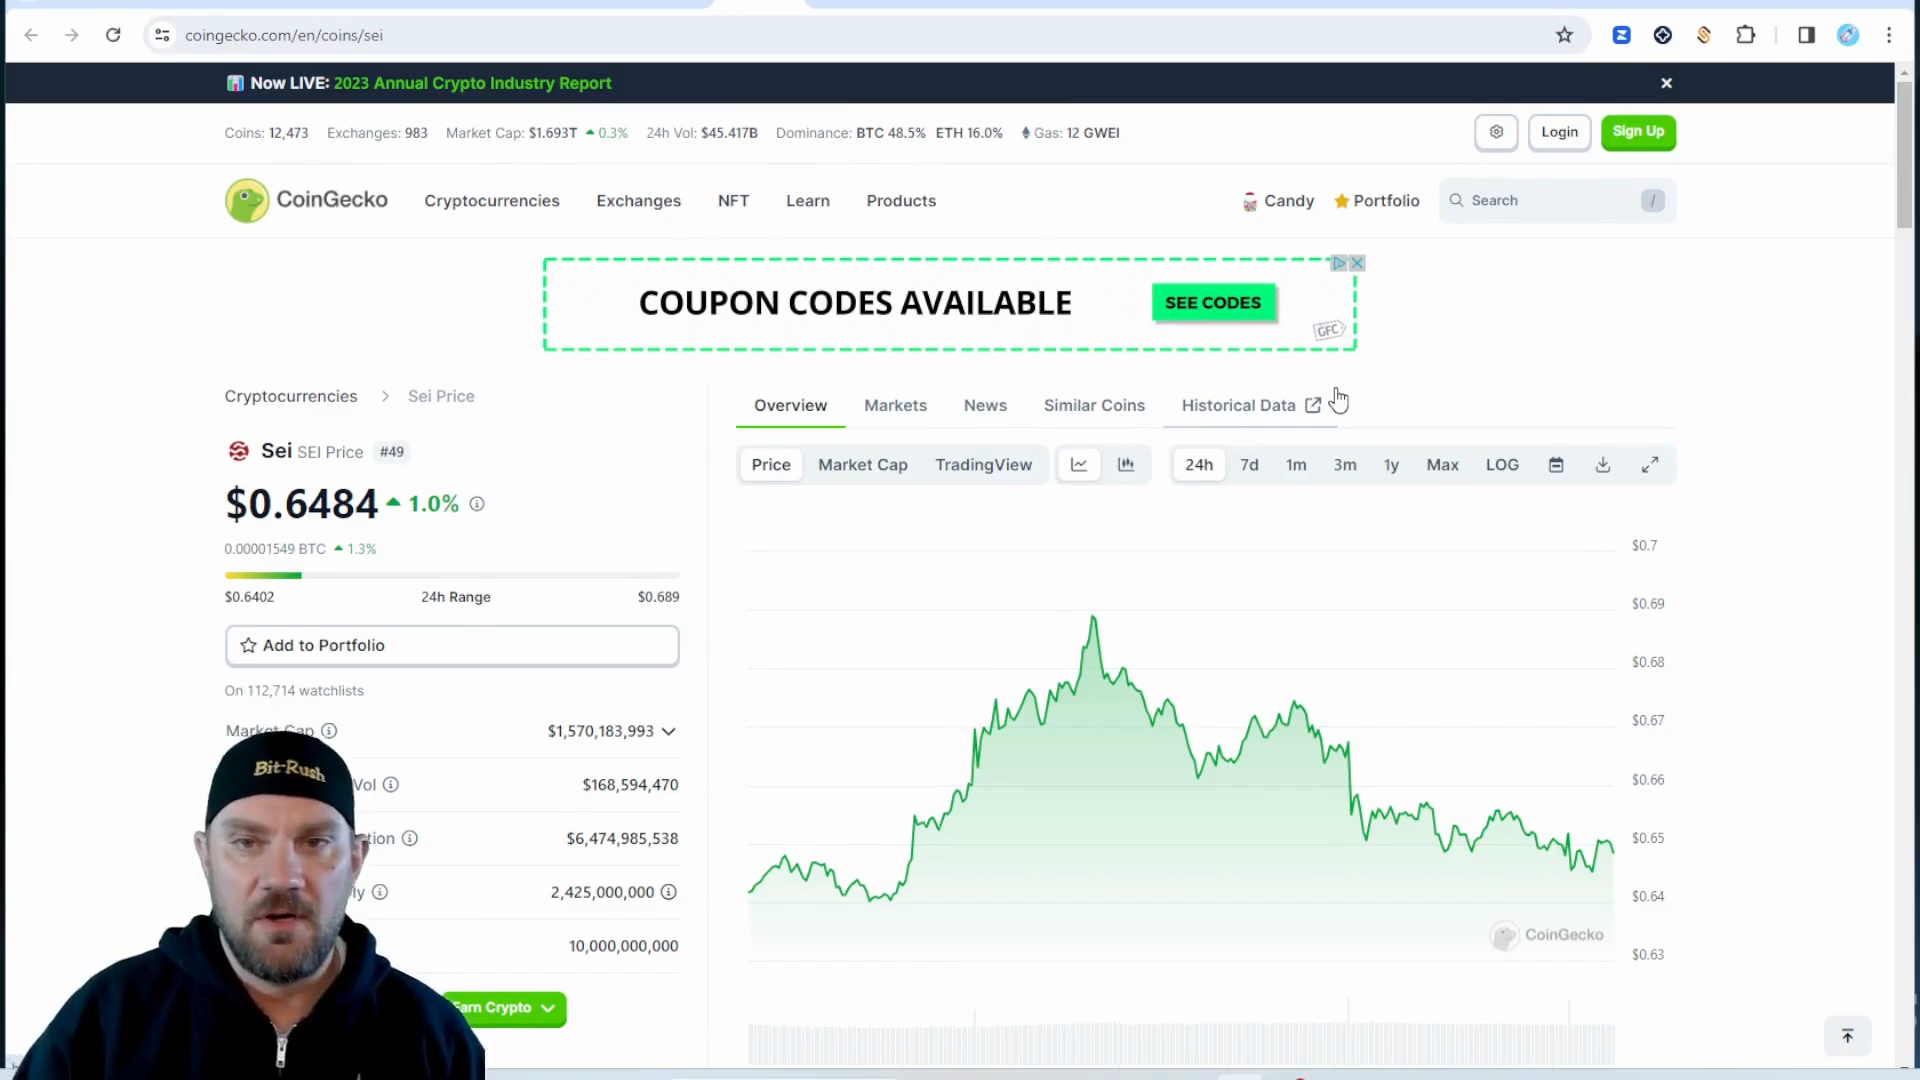 coingecko.com/en/coins/sei
Now LIVE: 2023 Annual Crypto Industry Report
Coins: 12,473 Exchanges: 983 Market Cap: $1.693T 0.3% 24h Vol: $45.417B Dominance: BTC 48.5% ETH 16.0% Gas: 12 GWEI
Login
Sign Up
CoinGecko Cryptocurrencies Exchanges NFT Learn Products Candy Portfolio Search /
COUPON CODES AVAILABLE SEE CODES
GFC
Cryptocurrencies > Sei Price
Overview Markets News Similar Coins Historical Data
Sei SEI Price #49
Price Market Cap TradingView 24h 7d 1m 3m 1y Max LOG
$0.6484 1.0%
0.00001549 BTC 1.3%
$0.6402 24h Range $0.689
Add to Portfolio
On 112,714 watchlists
Market Cap $1,570,183,993
Vol $168,594,470
tion $6,474,985,538
ly 2,425,000,000
10,000,000,000
Earn Crypto
Bit-Rush
$0.7
$0.69
$0.68
$0.67
$0.66
$0.65
$0.64
$0.63
CoinGecko